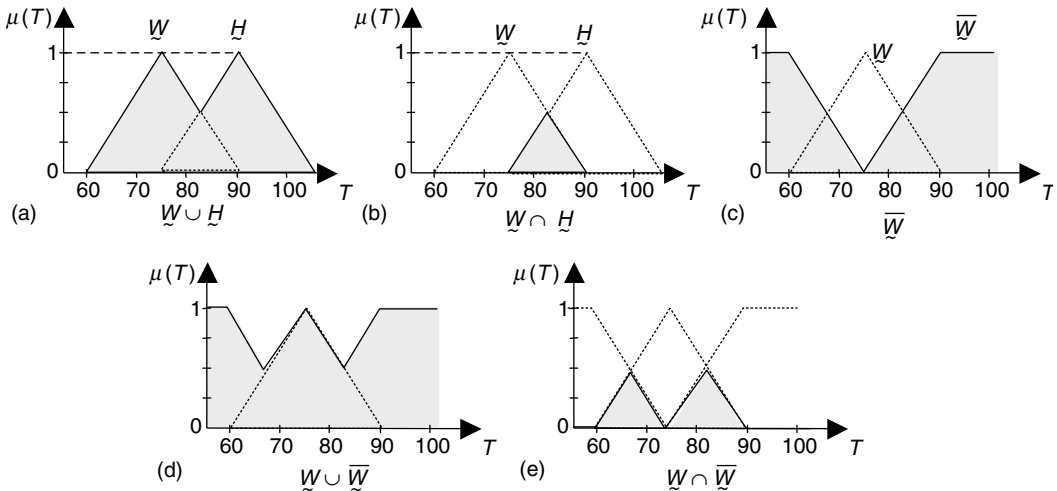 μ(T)
W̰ H̰
1
0
60 70 80 90 100 T
(a)
W̰ ∪ H̰
μ(T)
W̰ H̰
1
0
60 70 80 90 100 T
(b)
W̰ ∩ H̰
μ(T)
W̰ W̰̅
1
0
60 70 80 90 100 T
(c)
W̰̅
μ(T)
1
0
60 70 80 90 100 T
(d)
W̰ ∪ W̰̅
μ(T)
1
0
60 70 80 90 100 T
(e)
W̰ ∩ W̰̅